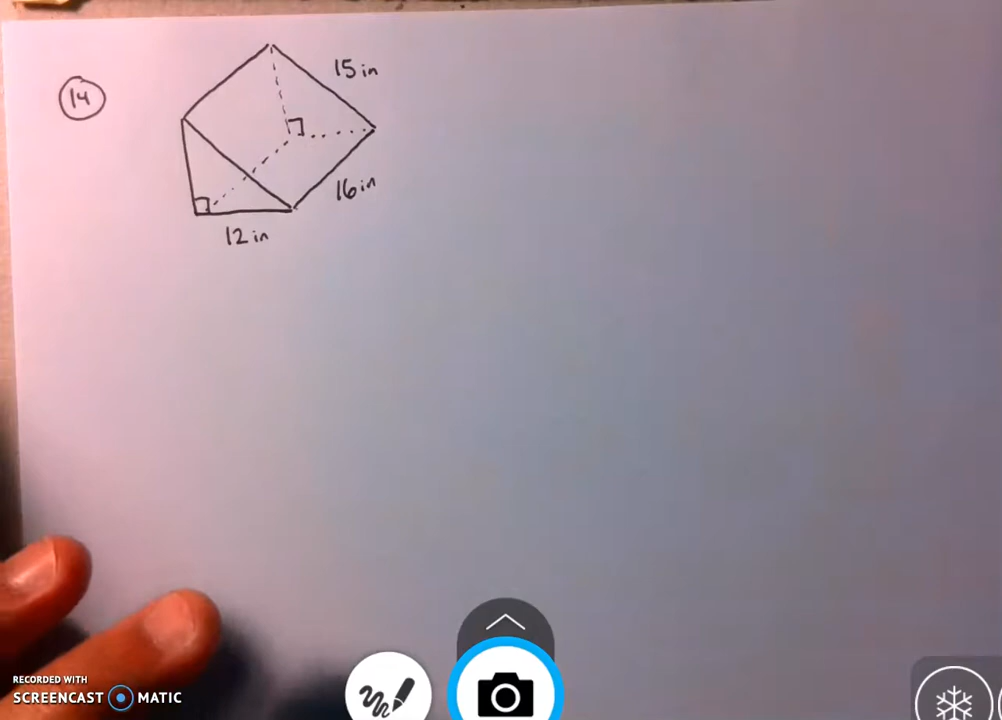 14
15 in
16 in
12 in
RECORDED WITH
SCREENCAST MATIC